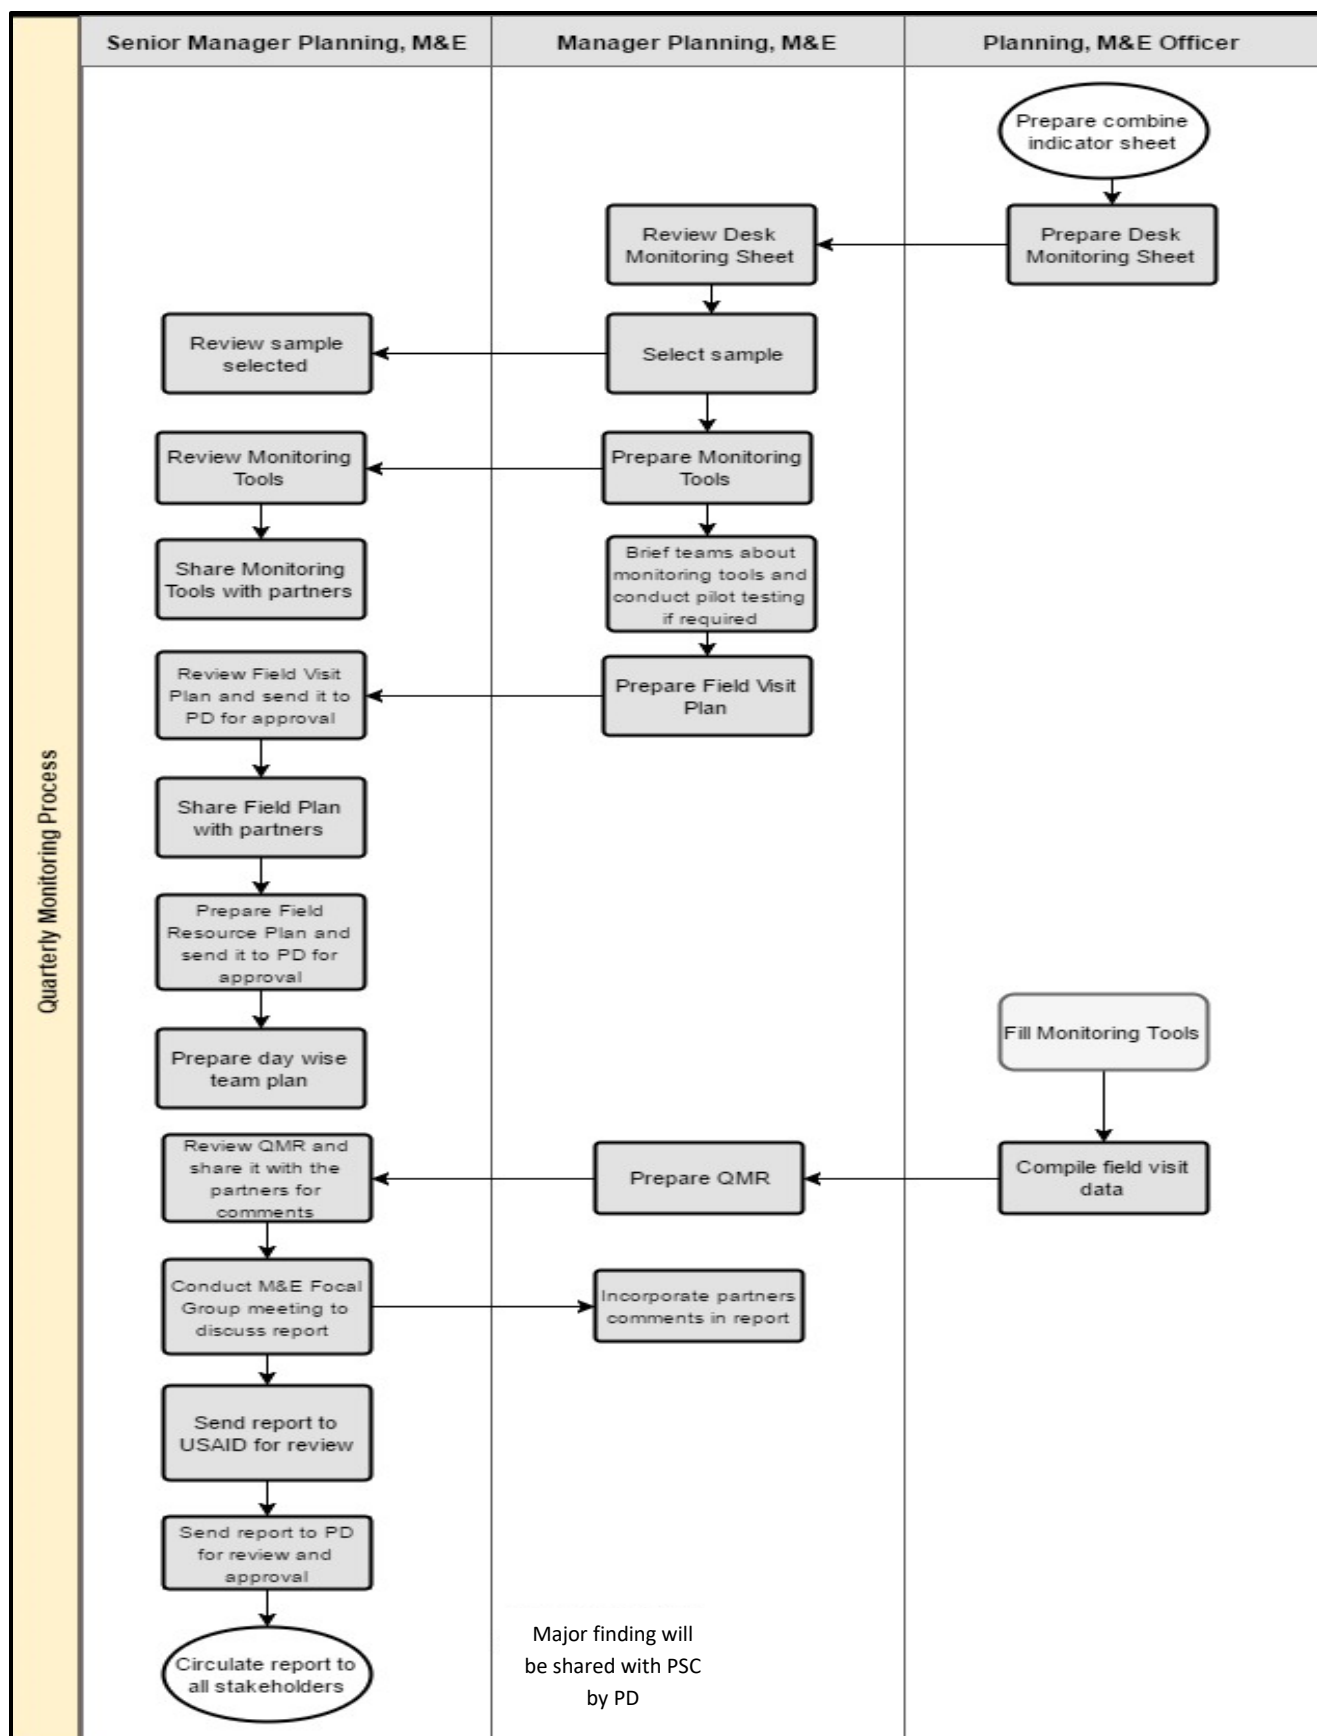 Senior Manager Planning, M&E
Manager Planning, M&E
Planning, M&E Officer
Quarterly Monitoring Process
Prepare combine
indicator sheet
Review Desk
Monitoring Sheet
Prepare Desk
Monitoring Sheet
Review sample
selected
Select sample
Review Monitoring
Tools
Prepare Monitoring
Tools
Share Monitoring
Tools with partners
Brief teams about
monitoring tools and
conduct pilot testing
if required
Review Field Visit
Plan and send it to
PD for approval
Prepare Field Visit
Plan
Share Field Plan
with partners
Prepare Field
Resource Plan and
send it to PD for
approval
Prepare day wise
team plan
Fill Monitoring Tools
Review QMR and
share it with the
partners for
comments
Prepare QMR
Compile field visit
data
Conduct M&E Focal
Group meeting to
discuss report
Incorporate partners
comments in report
Send report to
USAID for review
Send report to PD
for review and
approval
Circulate report to
all stakeholders
Major finding will
be shared with PSC
by PD